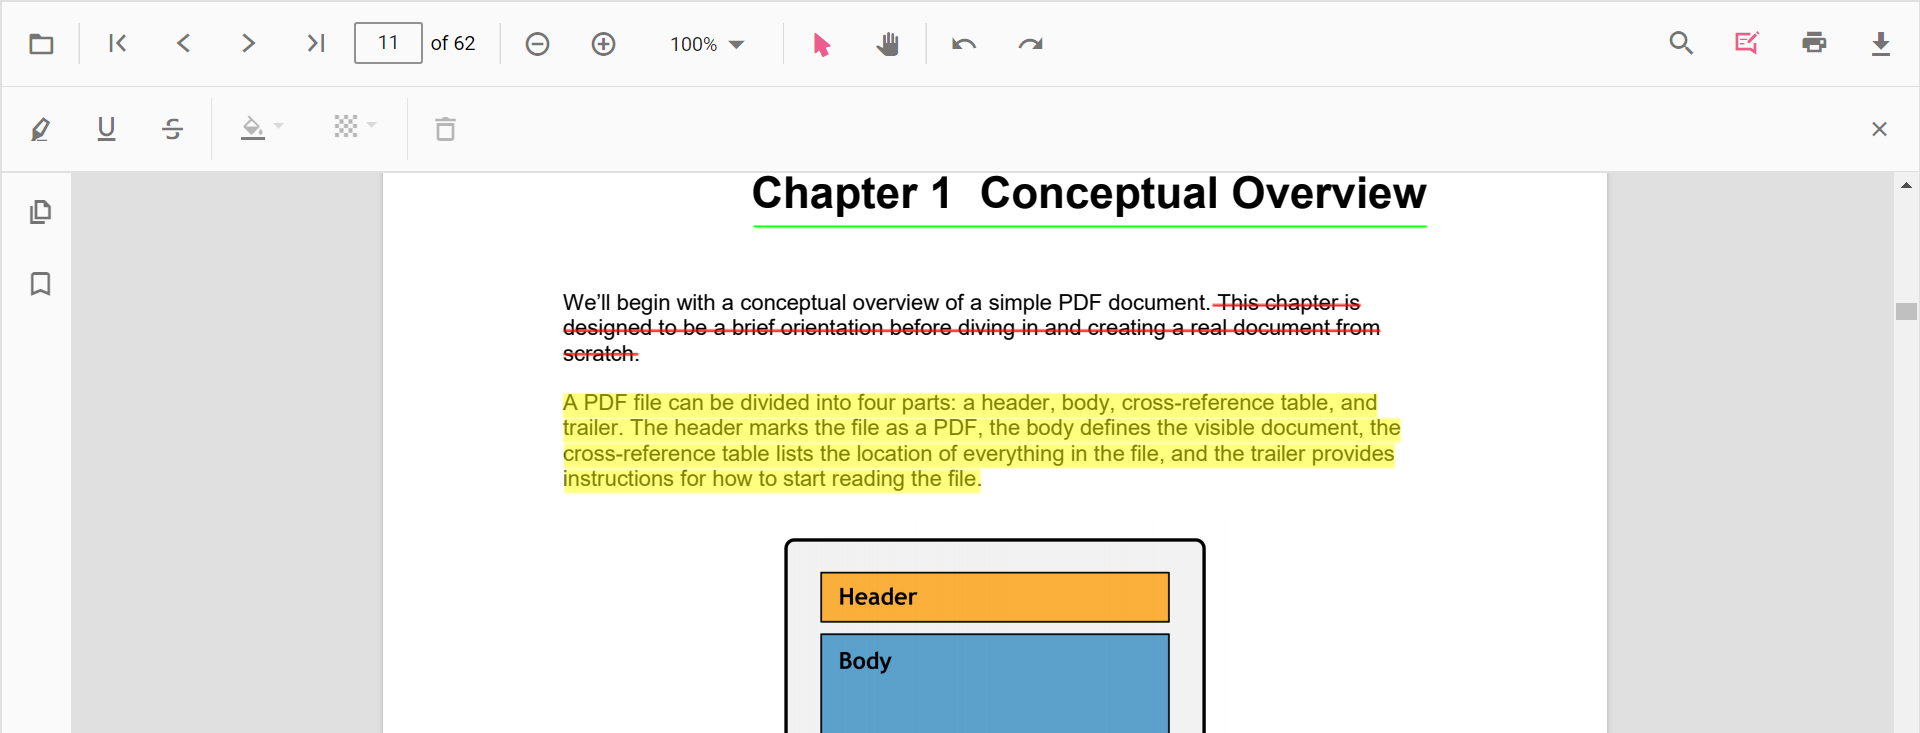 11 of 62 100%
Chapter 1 Conceptual Overview
We’ll begin with a conceptual overview of a simple PDF document. This chapter is
designed to be a brief orientation before diving in and creating a real document from
scratch.
A PDF file can be divided into four parts: a header, body, cross-reference table, and
trailer. The header marks the file as a PDF, the body defines the visible document, the
cross-reference table lists the location of everything in the file, and the trailer provides
instructions for how to start reading the file.
Header
Body